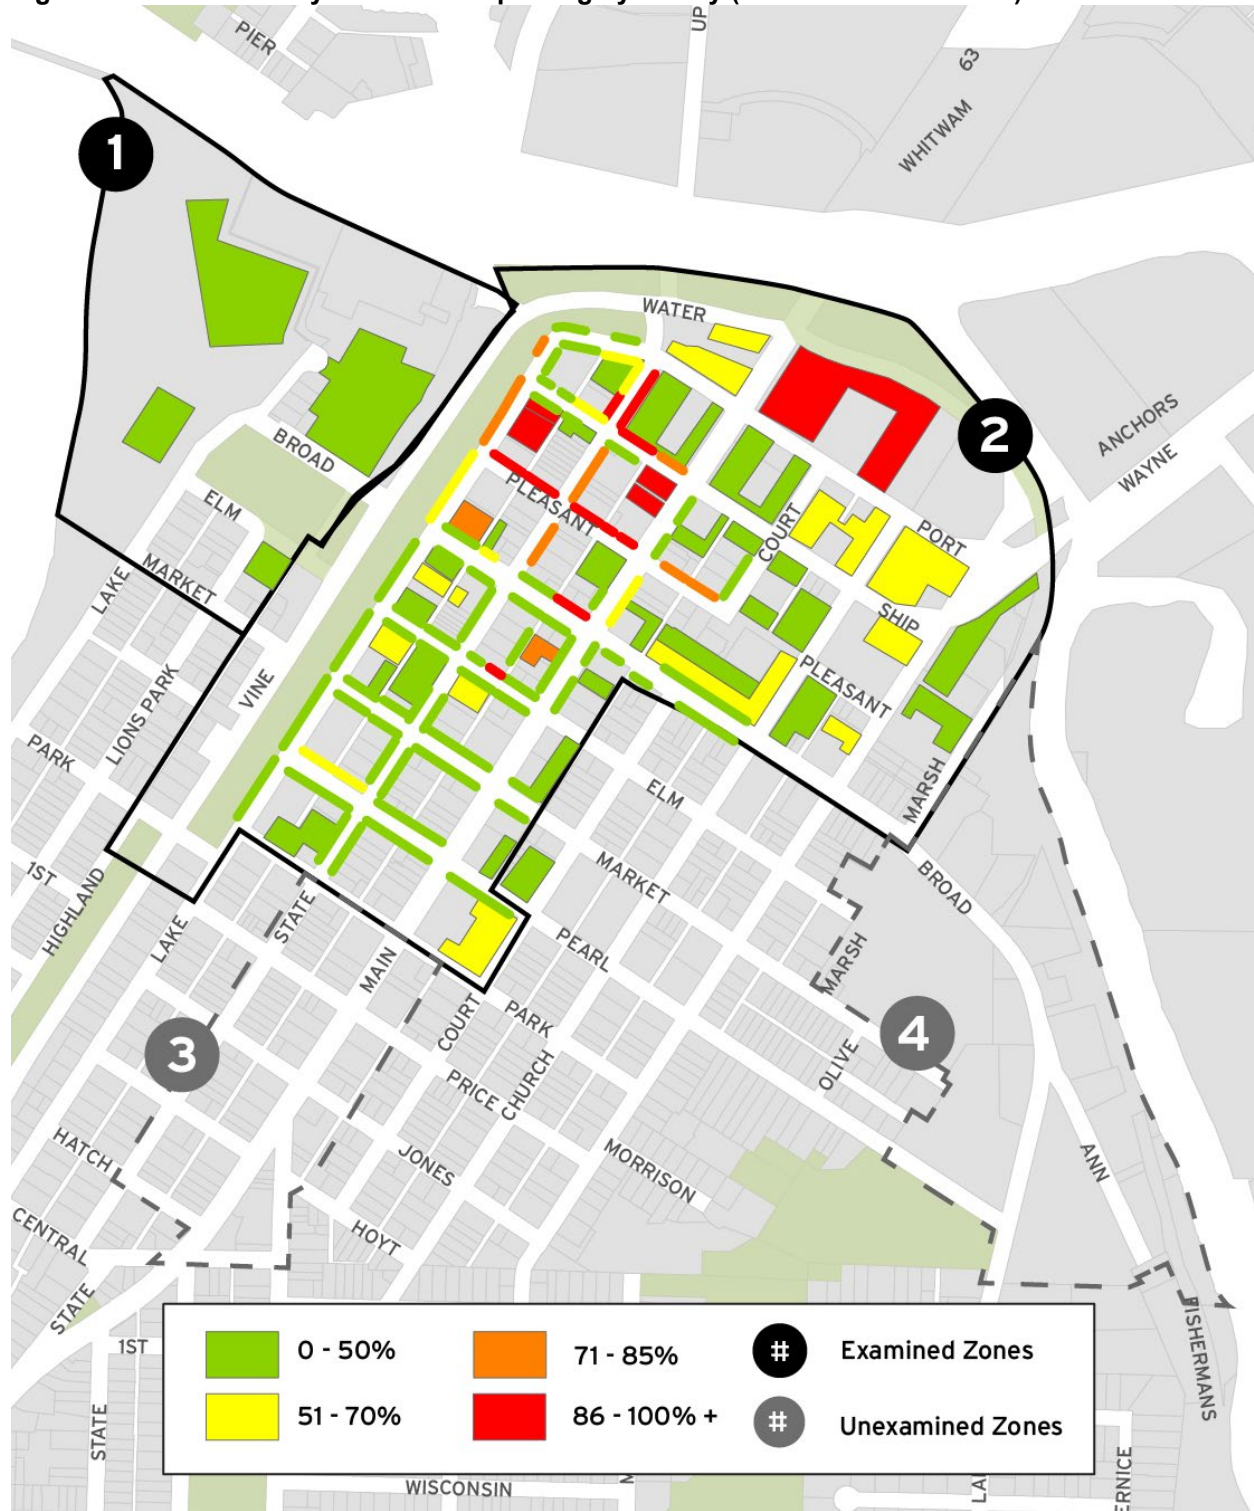 PIER
UP
63
WHITWAM
1
WATER
2
ANCHORS
WAYNE
BROAD
PLEASANT
ELM
COURT
PORT
MARKET
LAKE
SHIP
PLEASANT
VINE
LIONS PARK
PARK
MARSH
ELM
1ST
MARKET
BROAD
HIGHLAND
LAKE
STATE
MAIN
PEARL
MARSH
COURT
PARK
3
4
OLIVE
PRICE
CHURCH
HATCH
JONES
MORRISON
ANN
CENTRAL
HOYT
STATE
1ST
FISHERMANS
0 - 50%
71 - 85%
# Examined Zones
51 - 70%
86 - 100% +
# Unexamined Zones
STATE
WISCONSIN